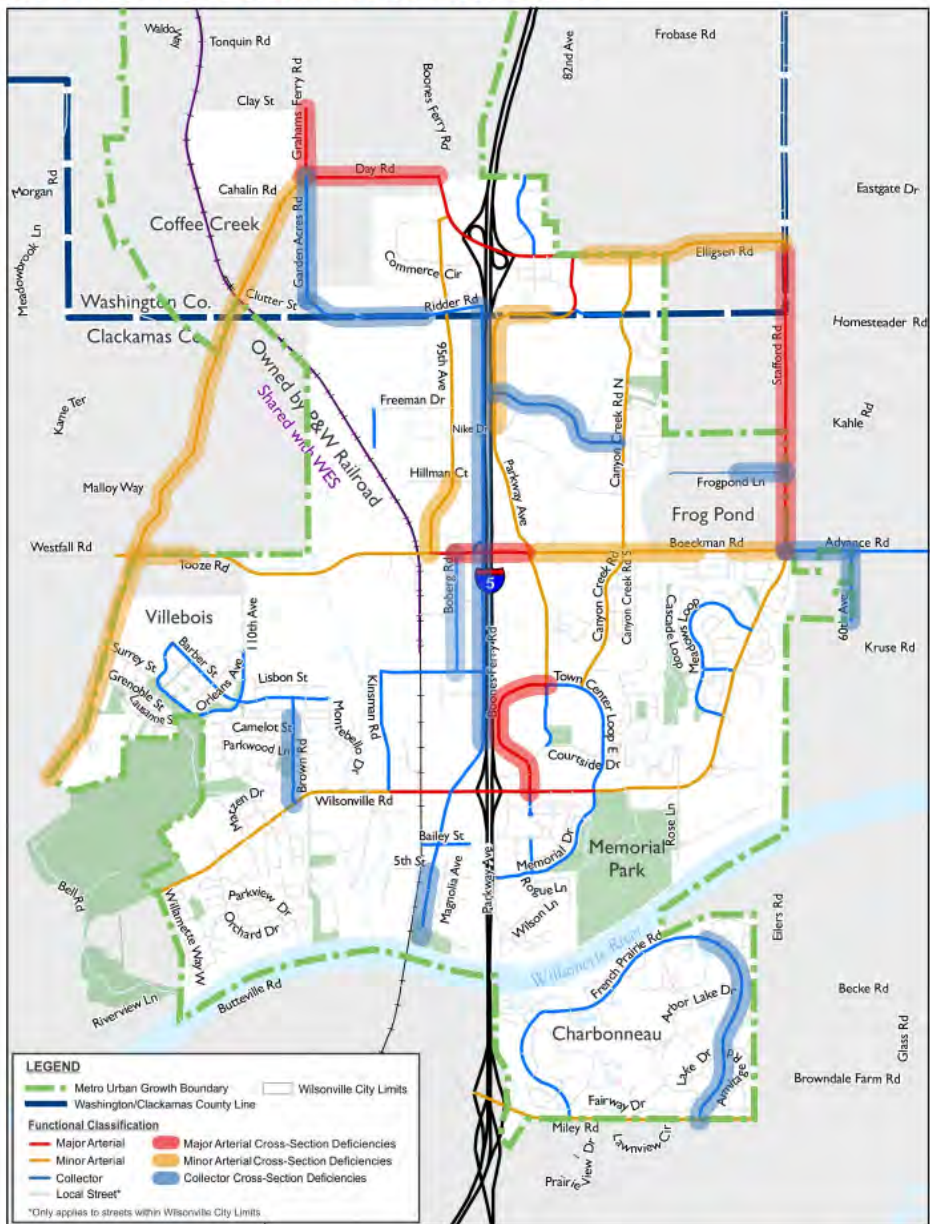 Waldo Way
Tonquin Rd
82nd Ave
Frobase Rd
Clay St
Grahams Ferry Rd
Boones Ferry Rd
Day Rd
Morgan Rd
Cahalin Rd
Eastgate Dr
Coffee Creek
Garden Acres Rd
Meadowbrook Ln
Commerce Cir
Elligsen Rd
Washington Co.
Clutter St
Ridder Rd
Clackamas Co
Homesteader Rd
Stafford Rd
Owned by P&W Railroad
Shared with WES
95th Ave
Kame Ter
Freeman Dr
Nike Dr
Canyon Creek Rd N
Kahle Rd
Hillman Ct
Parkway Ave
Malloy Way
Frogpond Ln
Frog Pond
Westfall Rd
Boeckman Rd
Advance Rd
Tooze Rd
Boberg Rd
5
Canyon Creek Rd
Canyon Creek Rd S
60th Ave
Villebois
110th Ave
Cascade Loop
Meadows Loop
Kruse Rd
Surrey St
Barber St
Orleans Ave
Lisbon St
Boones Ferry Rd
Town Center Loop E
Grenoble St
Lausanne S
Camelot St
Parkwood Ln
Montebello Dr
Kinsman Rd
Brown Rd
Courtside Dr
Wilsonville Rd
Rose Ln
Bailey St
Memorial Dr
Memorial
Park
5th St
Magnolia Ave
Parkway Ave
Rogue Ln
Wilson Ln
Bell Rd
Willamette Way W
Parkview Dr
Orchard Dr
Eilers Rd
Willamette River
French Prairie Rd
Riverview Ln
Butteville Rd
Arbor Lake Dr
Becke Rd
Charbonneau
Glass Rd
Lake Dr
Armitage Rd
Browndale Farm Rd
Fairway Dr
Miley Rd
Lawnview Cir
Prairie View Dr
LEGEND
Metro Urban Growth Boundary
Wilsonville City Limits
Washington/Clackamas County Line
Functional Classification
Major Arterial
Major Arterial Cross-Section Deficiencies
Minor Arterial
Minor Arterial Cross-Section Deficiencies
Collector
Collector Cross-Section Deficiencies
Local Street*
*Only applies to streets within Wilsonville City Limits